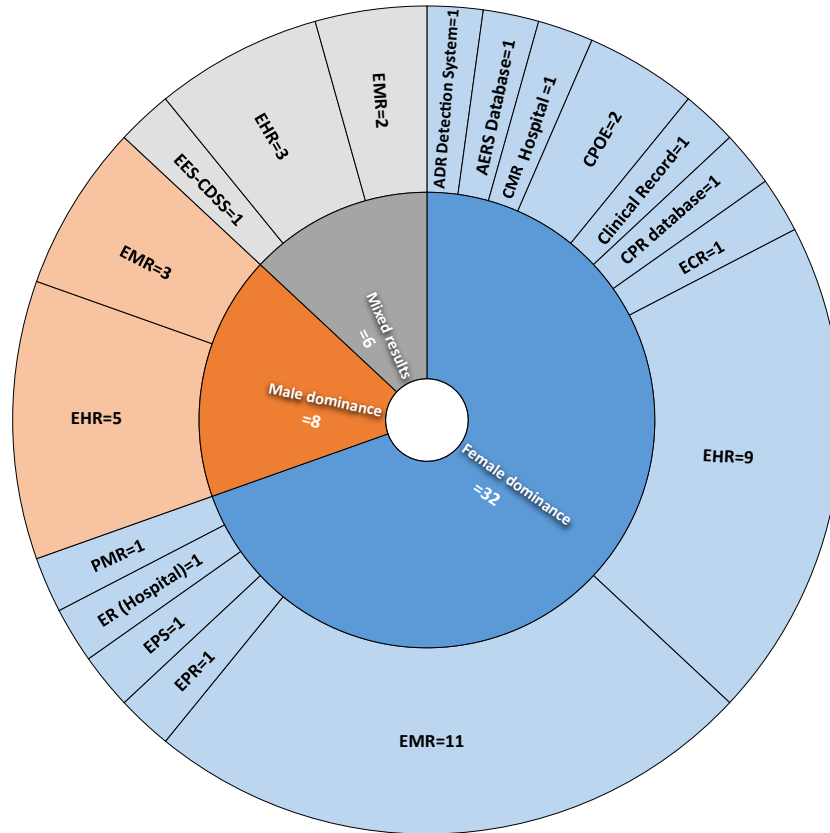 ADR Detection System=1
AERS Database=1
CMR Hospital =1
CPOE=2
Clinical Record=1
CPR database=1
ECR=1
EHR=9
EMR=11
EPR=1
EPS=1
ER (Hospital)=1
PMR=1
EHR=5
EMR=3
EES-CDSS=1
EHR=3
EMR=2
Female dominance
=32
Male dominance
=8
Mixed results
=6